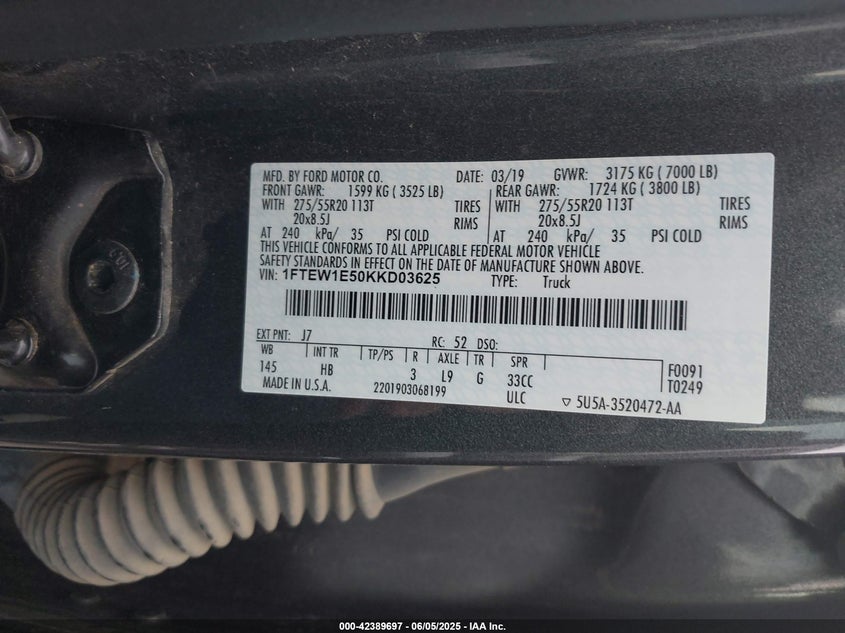 MFD. BY FORD MOTOR CO. DATE: 03/19 GVWR: 3175 KG ( 7000 LB)
FRONT GAWR: 1599 KG ( 3525 LB) REAR GAWR: 1724 KG ( 3800 LB)
WITH 275/55R20 113T TIRES WITH 275/55R20 113T TIRES
20x8.5J RIMS 20x8.5J RIMS
AT 240 kPa/ 35 PSI COLD AT 240 kPa/ 35 PSI COLD
THIS VEHICLE CONFORMS TO ALL APPLICABLE FEDERAL MOTOR VEHICLE
SAFETY STANDARDS IN EFFECT ON THE DATE OF MANUFACTURE SHOWN ABOVE.
VIN: 1FTEW1E50KKD03625 TYPE: Truck
EXT PNT: J7 RC: 52 DSO:
WB INT TR TP/PS R AXLE TR SPR F0091
145 HB 3 L9 G 33CC T0249
MADE IN U.S.A. 2201903068199 ULC ▽ 5U5A-3520472-AA
10.9
000-42389697 - 06/05/2025 - IAA Inc.